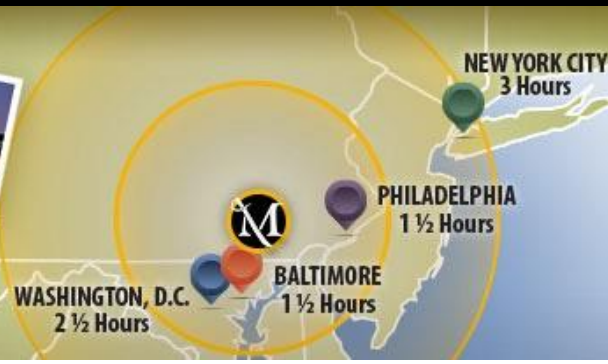 NEW YORK CITY
3 Hours
M
PHILADELPHIA
1 ½ Hours
BALTIMORE
1 ½ Hours
WASHINGTON, D.C.
2 ½ Hours